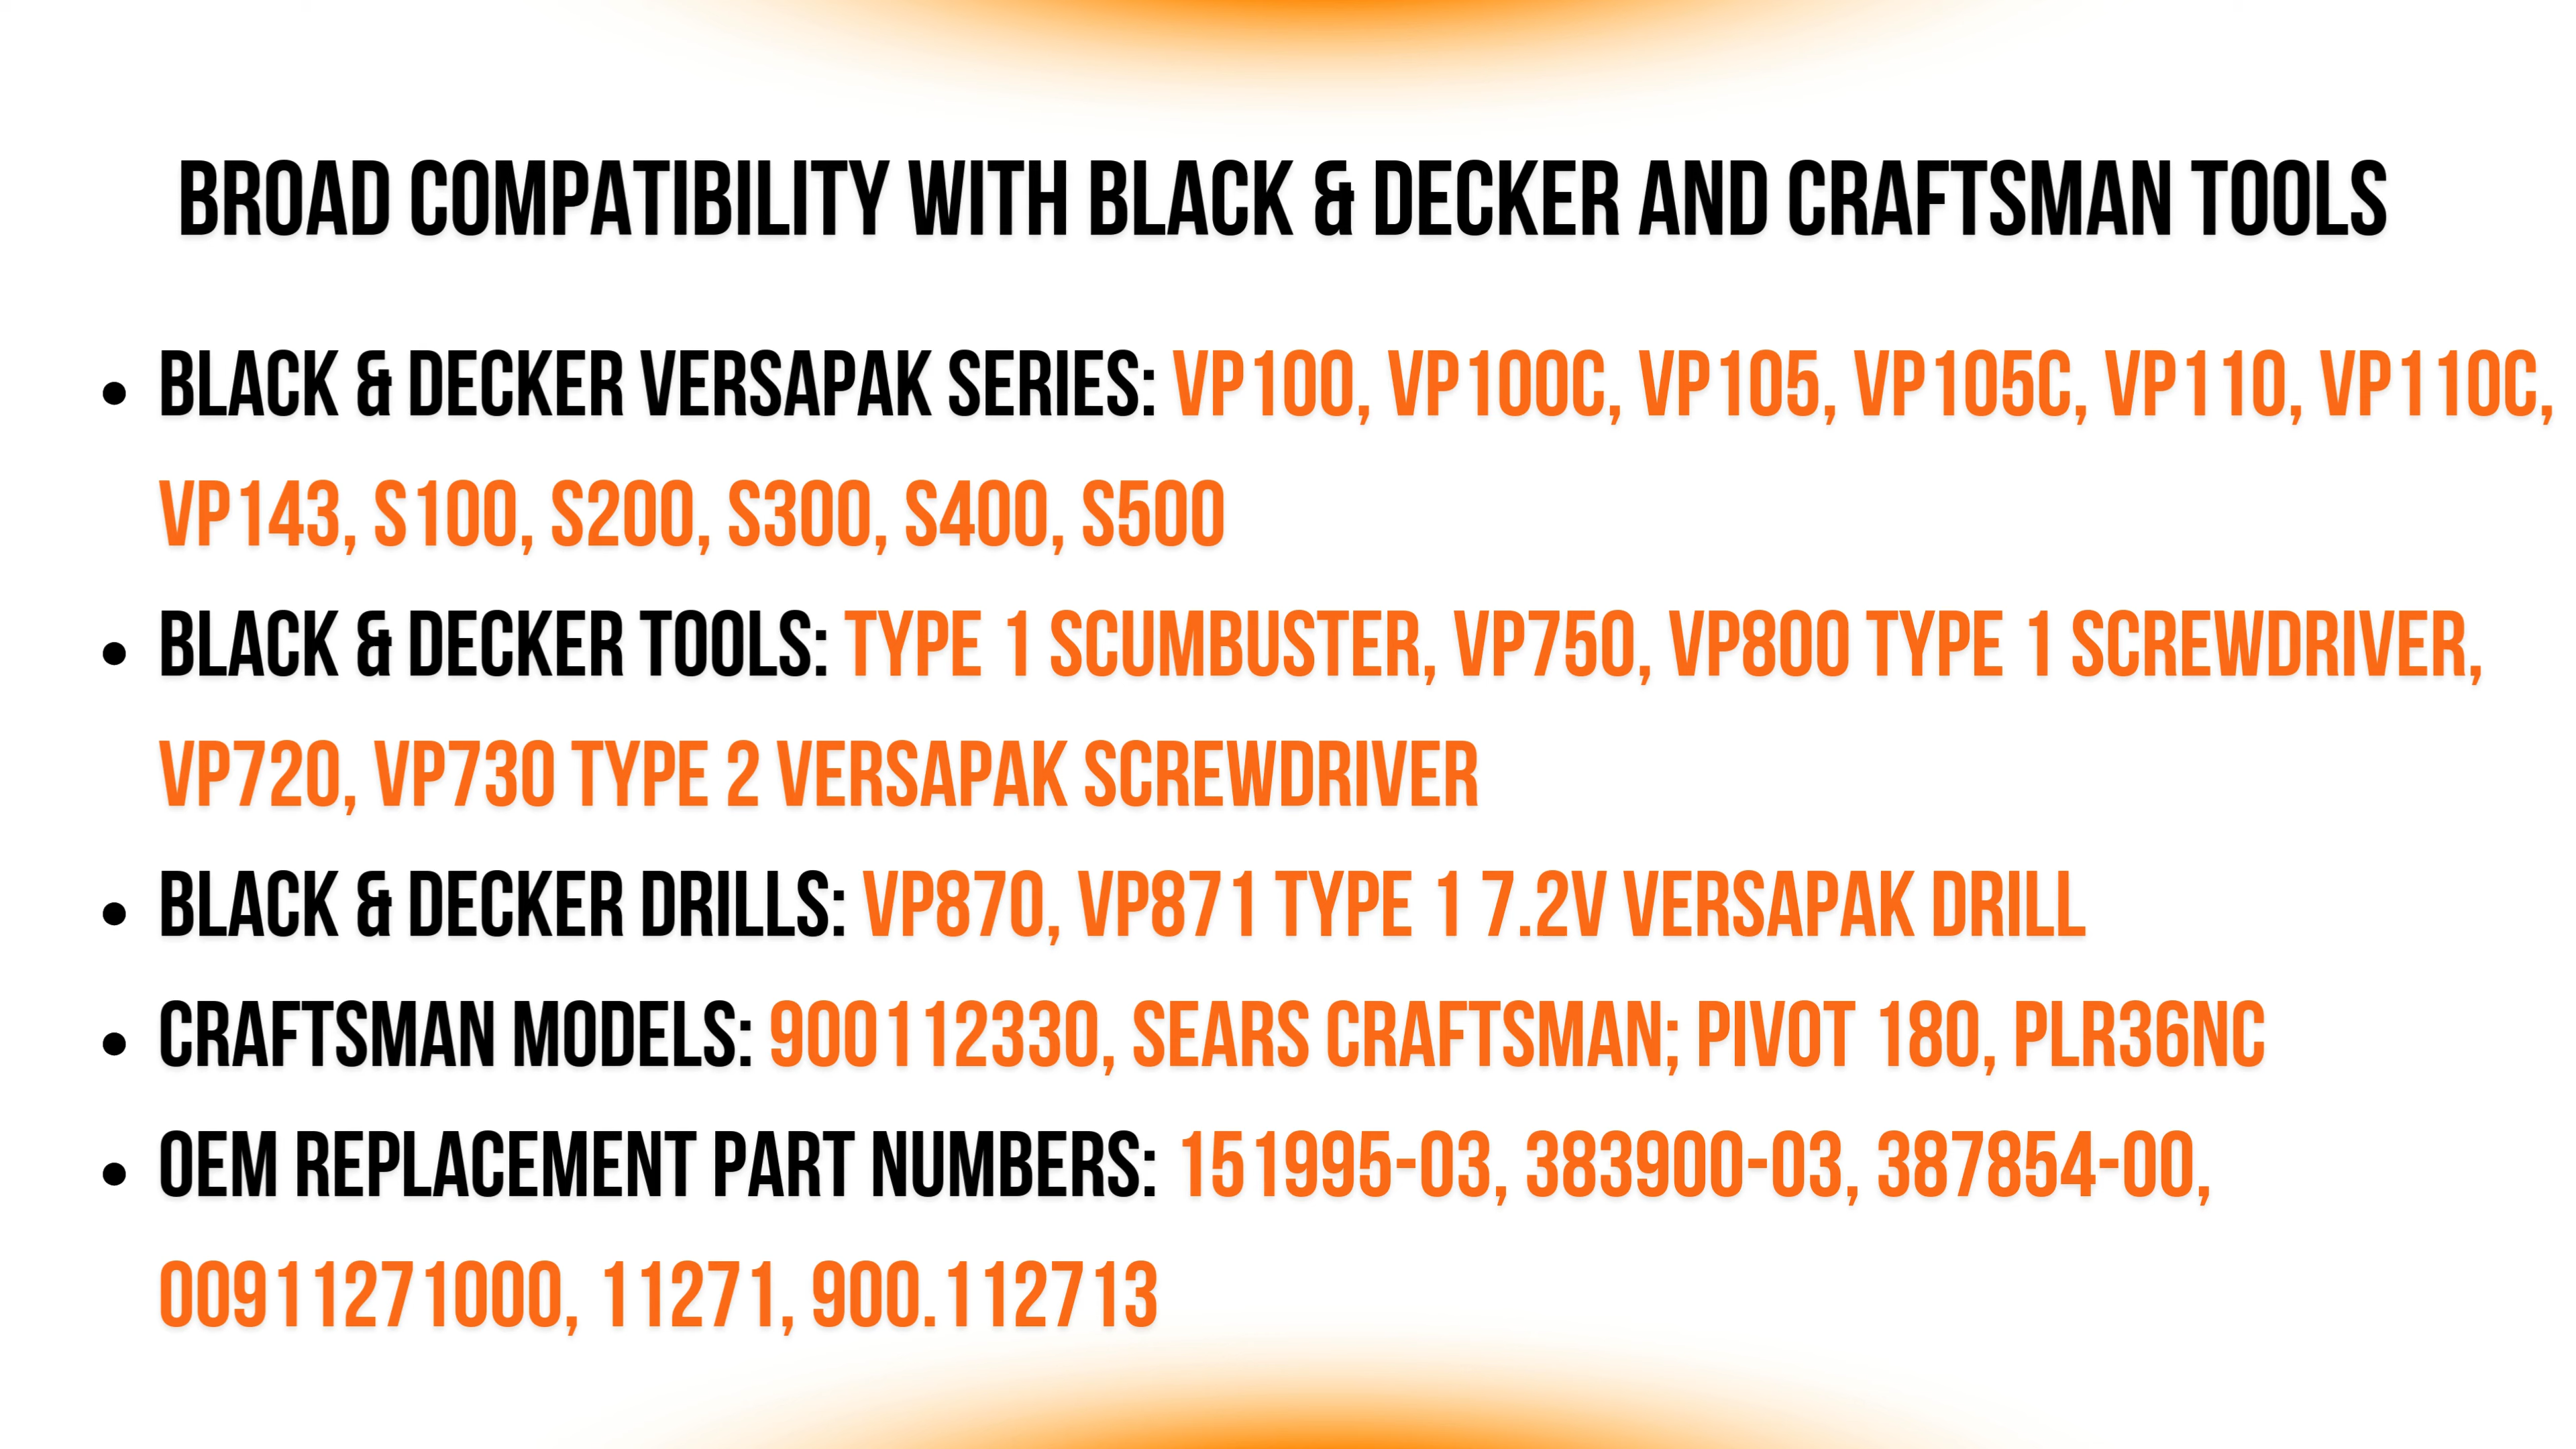 BROAD COMPATIBILITY WITH BLACK & DECKER AND CRAFTSMAN TOOLS
• BLACK & DECKER VERSAPAK SERIES: VP100, VP100C, VP105, VP105C, VP110, VP110C,
VP143, S100, S200, S300, S400, S500
• BLACK & DECKER TOOLS: TYPE 1 SCUMBUSTER, VP750, VP800 TYPE 1 SCREWDRIVER,
VP720, VP730 TYPE 2 VERSAPAK SCREWDRIVER
• BLACK & DECKER DRILLS: VP870, VP871 TYPE 1 7.2V VERSAPAK DRILL
• CRAFTSMAN MODELS: 900112330, SEARS CRAFTSMAN; PIVOT 180, PLR36NC
• OEM REPLACEMENT PART NUMBERS: 151995-03, 383900-03, 387854-00,
00911271000, 11271, 900.112713